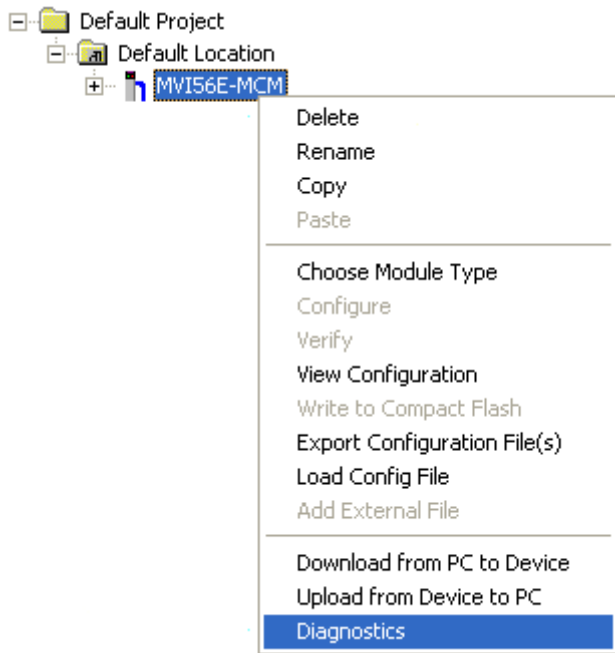 Default Project
Default Location
MVI56E-MCM
Delete
Rename
Copy
Paste
Choose Module Type
Configure
Verify
View Configuration
Write to Compact Flash
Export Configuration File(s)
Load Config File
Add External File
Download from PC to Device
Upload from Device to PC
Diagnostics